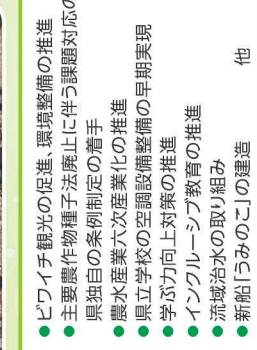 ●ビワイチ観光の促進、環境整備の推進
●主要農作物種子法廃止に伴う課題対応の
県独自の条例制定の着手
●農水産業六次産業化の推進
●県立学校の空調設備整備の早期実現
●学ぶ力向上対策の推進
●インクルーシブ教育の推進
●流域治水の取り組み
●新船「うみのこ」の建造 他